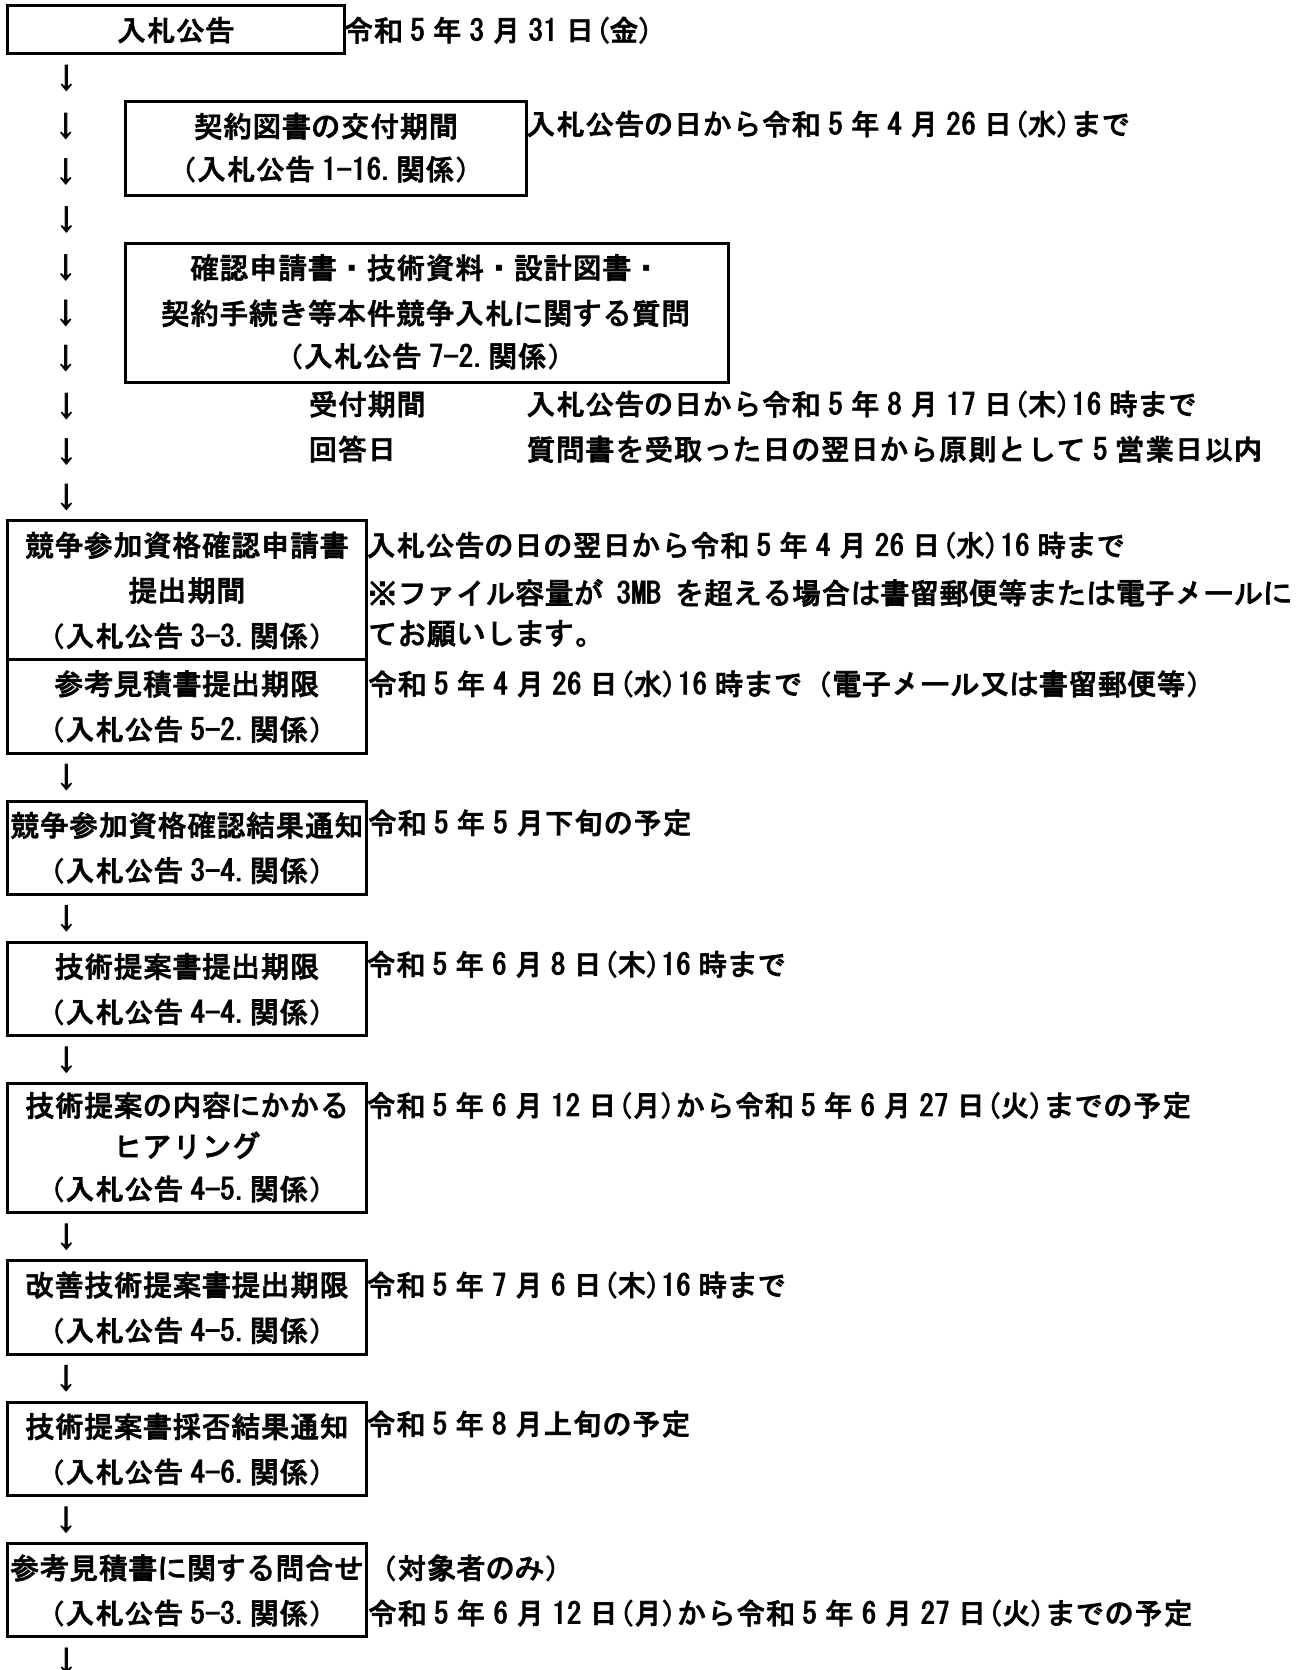 入札公告 令和5年3月31日(金)
↓
↓ 契約図書の交付期間 入札公告の日から令和5年4月26日(水)まで
↓ (入札公告1-16.関係)
↓
↓ 確認申請書・技術資料・設計図書・
↓ 契約手続き等本件競争入札に関する質問
↓ (入札公告7-2.関係)
↓ 受付期間 入札公告の日から令和5年8月17日(木)16時まで
↓ 回答日 質問書を受取った日の翌日から原則として5営業日以内
↓
競争参加資格確認申請書 入札公告の日の翌日から令和5年4月26日(水)16時まで
提出期間 ※ファイル容量が 3MB を超える場合は書留郵便等または電子メールに
(入札公告3-3.関係) てお願いします。
参考見積書提出期限 令和5年4月26日(水)16時まで(電子メール又は書留郵便等)
(入札公告5-2.関係)
↓
競争参加資格確認結果通知 令和5年5月下旬の予定
(入札公告3-4.関係)
↓
技術提案書提出期限 令和5年6月8日(木)16時まで
(入札公告4-4.関係)
↓
技術提案の内容にかかる 令和5年6月12日(月)から令和5年6月27日(火)までの予定
ヒアリング
(入札公告4-5.関係)
↓
改善技術提案書提出期限 令和5年7月6日(木)16時まで
(入札公告4-5.関係)
↓
技術提案書採否結果通知 令和5年8月上旬の予定
(入札公告4-6.関係)
↓
参考見積書に関する問合せ (対象者のみ)
(入札公告5-3.関係) 令和5年6月12日(月)から令和5年6月27日(火)までの予定
↓